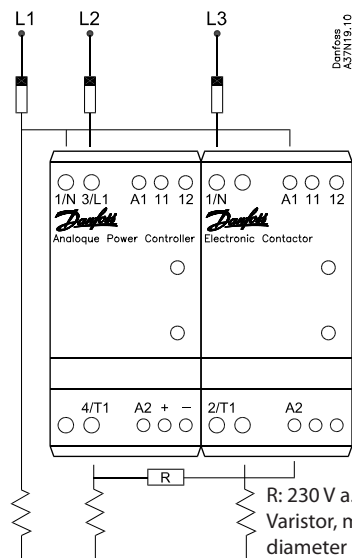 L1 L2 L3
Danfoss
A37N19.10
1/N 3/L1 A1 11 12 1/N A1 11 12
Danfoss Danfoss
Analoque Power Controller Electronic Contactor
4/T1 A2 + − 2/T1 A2
R
R: 230 V a.
Varistor, m
diameter